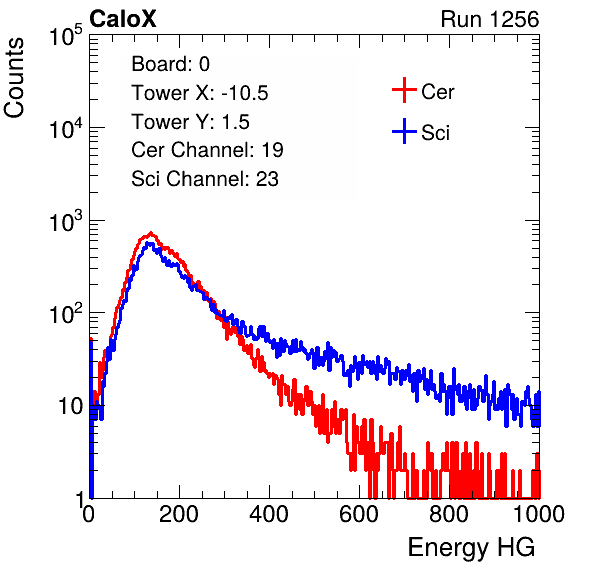 CaloX Run 1256
Counts
Board: 0
Tower X: -10.5
Tower Y: 1.5
Cer Channel: 19
Sci Channel: 23
Cer
Sci
10^5
10^4
10^3
10^2
10
1
0 200 400 600 800 1000
Energy HG